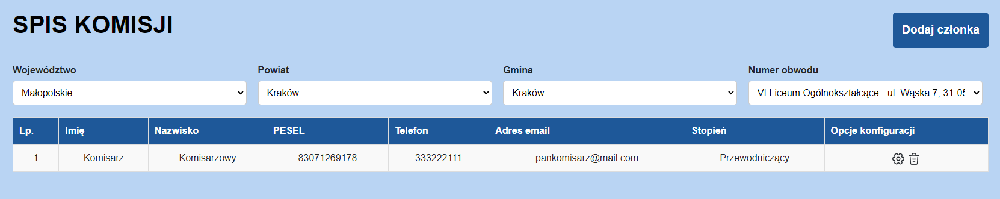 SPIS KOMISJI
Dodaj członka
Województwo Powiat Gmina Numer obwodu
Małopolskie Kraków Kraków VI Liceum Ogólnokształcące - ul. Wąska 7, 31-05
Lp. Imię Nazwisko PESEL Telefon Adres email Stopień Opcje konfiguracji
1 Komisarz Komisarzowy 83071269178 333222111 pankomisarz@mail.com Przewodniczący